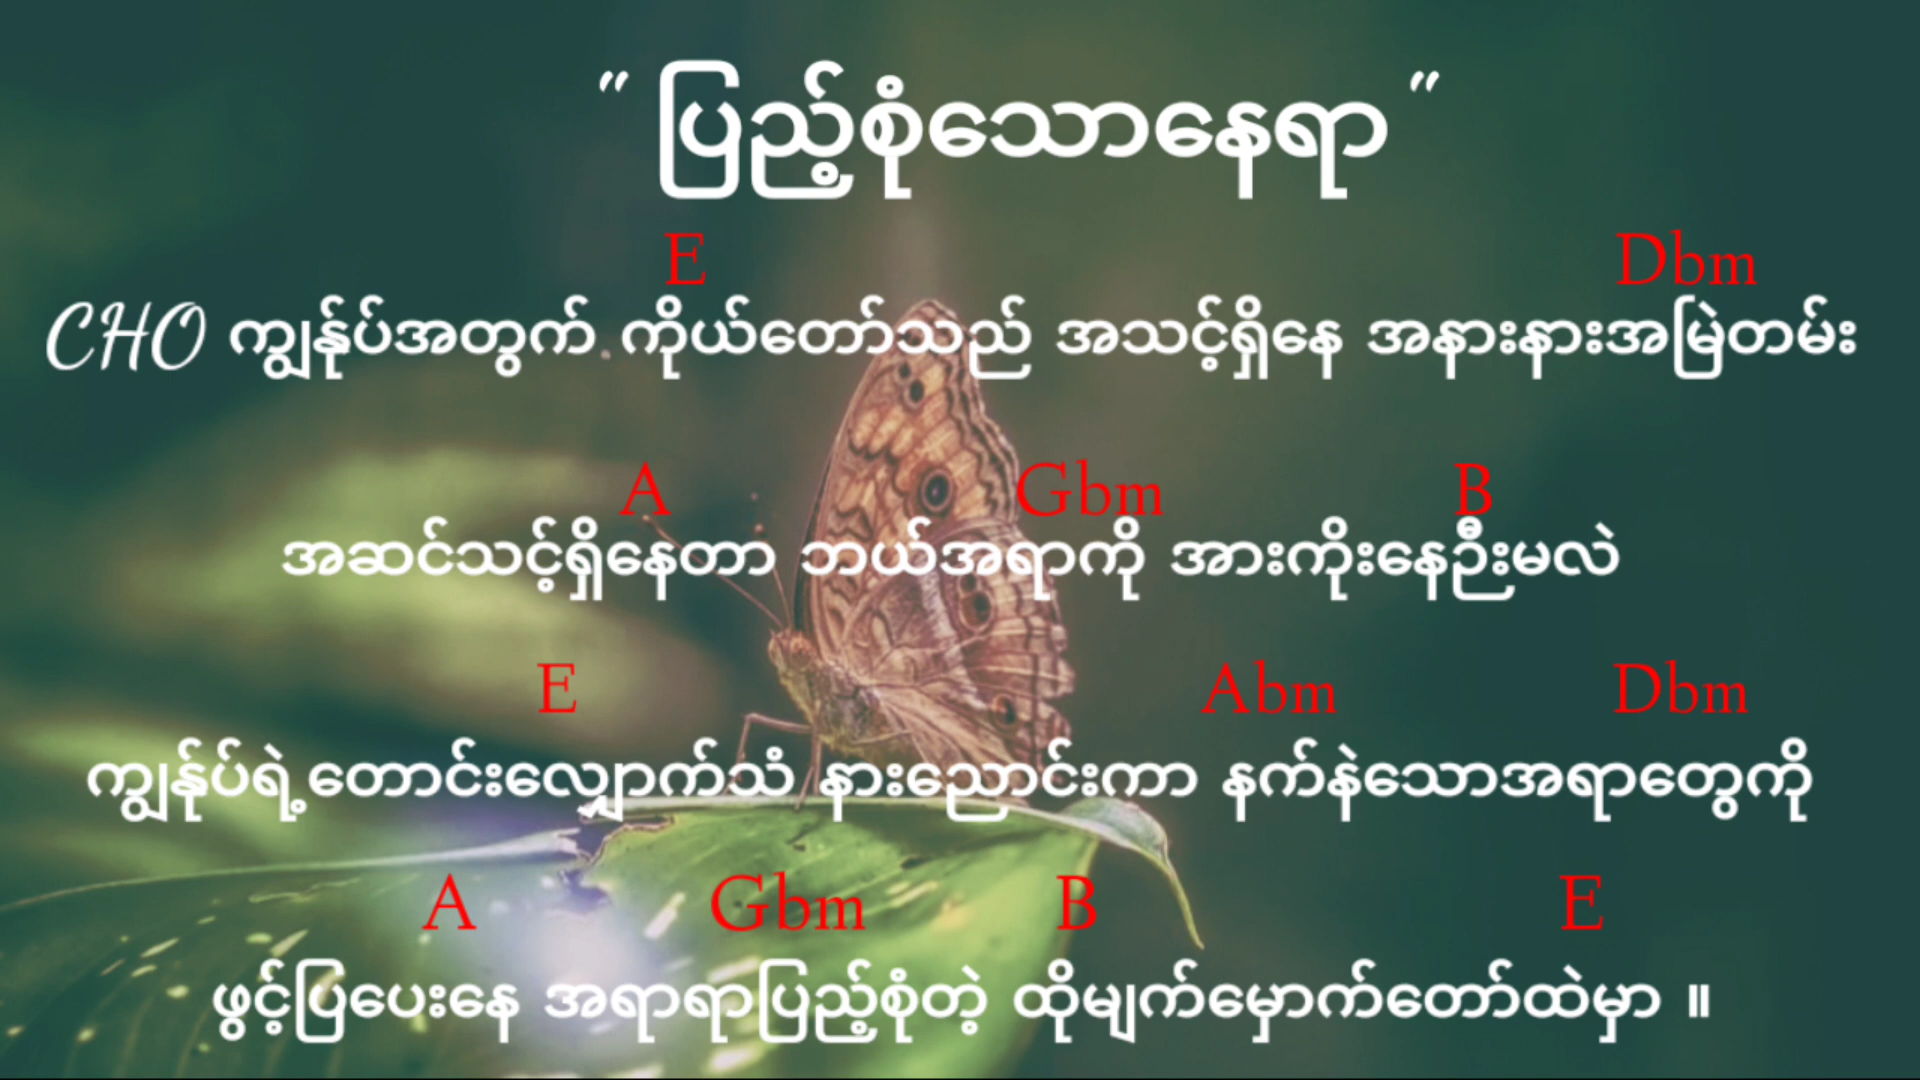 " ပြည့်စုံသောနေရာ "
E Dbm
CHO ကျွန်ုပ်အတွက် ကိုယ်တော်သည် အသင့်ရှိနေ အနားနားအမြဲတမ်း
A Gbm B
အဆင်သင့်ရှိနေတာ ဘယ်အရာကို အားကိုးနေဦးမလဲ
E Abm Dbm
ကျွန်ုပ်ရဲ့တောင်းလျှောက်သံ နားညောင်းကာ နက်နဲသောအရာတွေကို
A Gbm B E
ဖွင့်ပြပေးနေ အရာရာပြည့်စုံတဲ့ ထိုမျက်မှောက်တော်ထဲမှာ ။